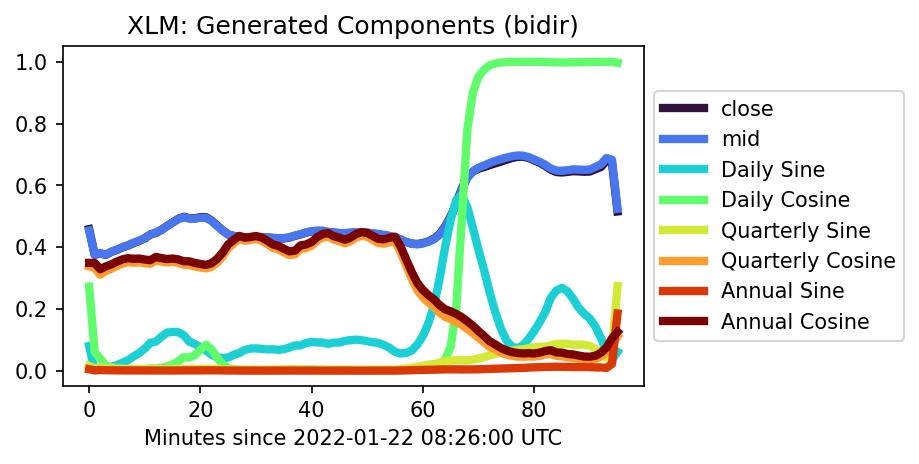 XLM: Generated Components (bidir)
1.0
0.8
0.6
0.4
0.2
0.0
0
20
40
60
80
Minutes since 2022-01-22 08:26:00 UTC
close
mid
Daily Sine
Daily Cosine
Quarterly Sine
Quarterly Cosine
Annual Sine
Annual Cosine